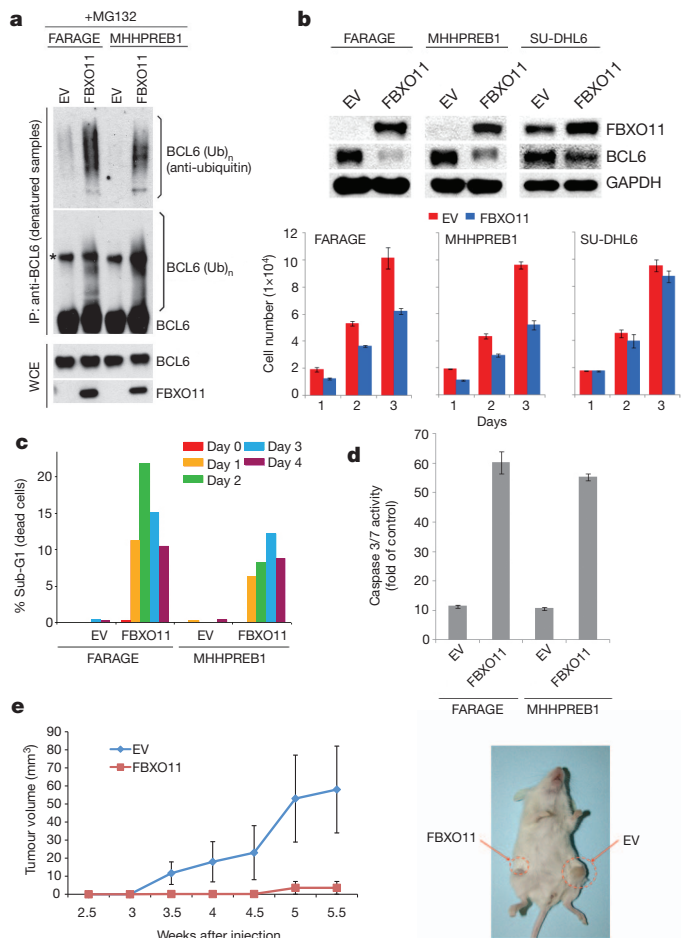 a
+MG132
FARAGE MHHPREB1
EV FBXO11 EV FBXO11
IP: anti-BCL6 (denatured samples)
BCL6 (Ub)n
(anti-ubiquitin)
*
BCL6 (Ub)n
BCL6
WCE
BCL6
FBXO11
b
FARAGE MHHPREB1 SU-DHL6
EV FBXO11 EV FBXO11 EV FBXO11
FBXO11
BCL6
GAPDH
EV FBXO11
FARAGE MHHPREB1 SU-DHL6
Cell number (1×10⁴)
12
10
8
6
4
2
0
1 2 3 1 2 3 1 2 3
Days
c
Day 0 Day 3
Day 1 Day 4
Day 2
% Sub-G1 (dead cells)
20
15
10
5
0
EV FBXO11 EV FBXO11
FARAGE MHHPREB1
d
Caspase 3/7 activity
(fold of control)
70
60
50
40
30
20
10
0
EV FBXO11 EV FBXO11
FARAGE MHHPREB1
e
Tumour volume (mm³)
90
80
70
60
50
40
30
20
10
0
EV
FBXO11
2.5 3 3.5 4 4.5 5 5.5
Weeks after injection
FBXO11 EV